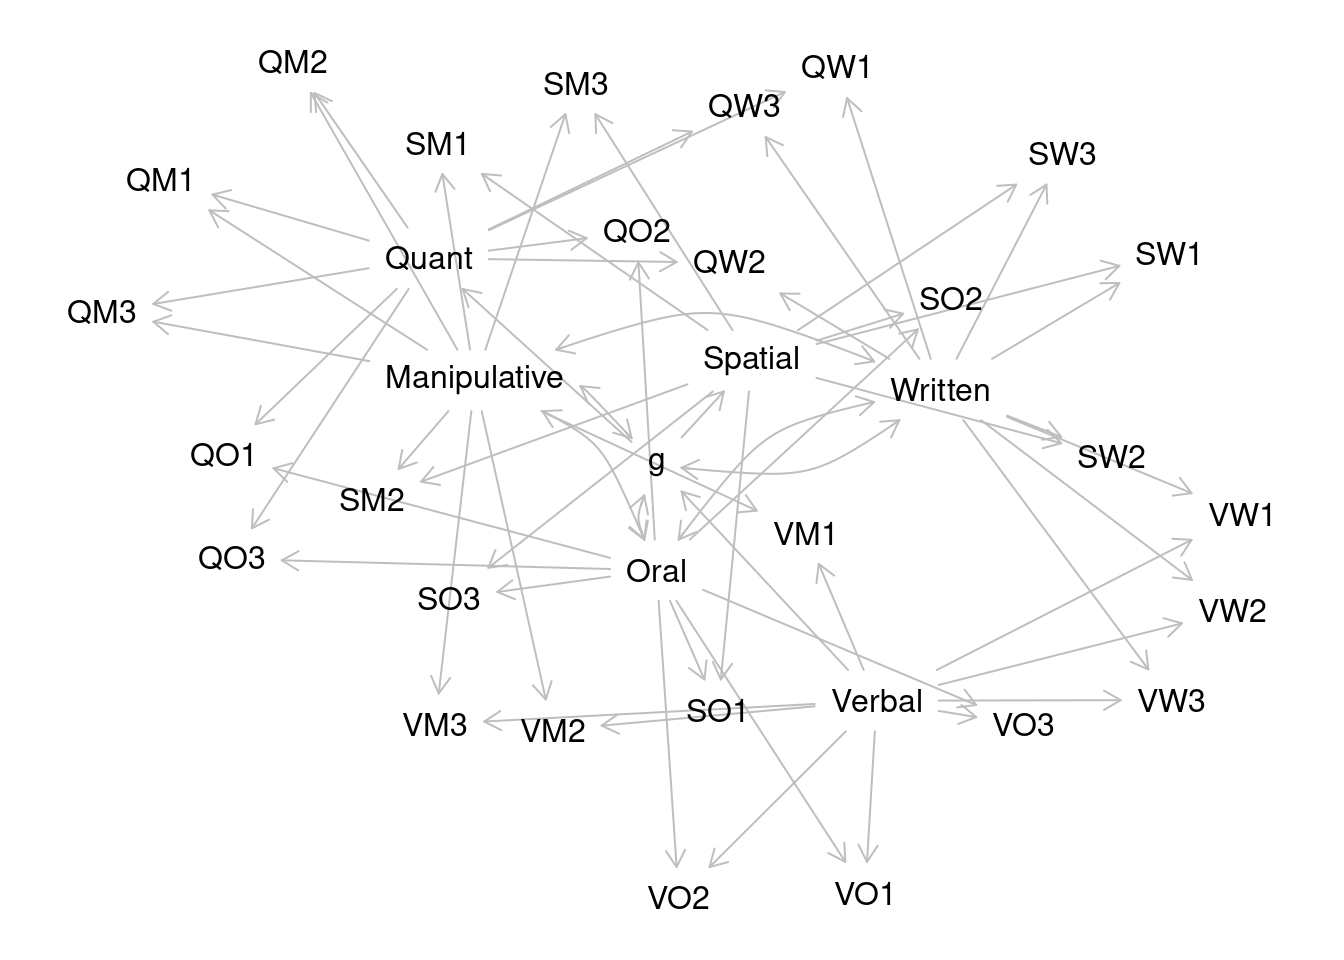 QM2
QW1
SM3
QW3
SM1
SW3
QM1
QO2
SW1
Quant
QW2
SO2
QM3
Spatial
Manipulative
Written
QO1
g
SW2
SM2
VW1
VM1
QO3
Oral
SO3
VW2
Verbal
VW3
SO1
VM3
VM2
VO3
VO2
VO1